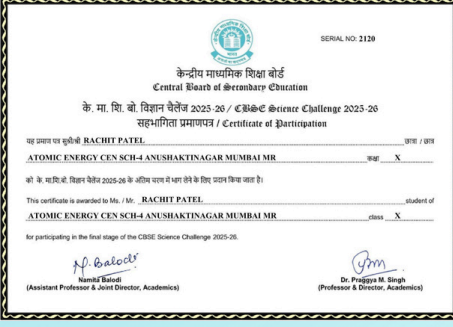 SERIAL NO: 2120
केन्द्रीय माध्यमिक शिक्षा बोर्ड
Central Board of Secondary Education
के. मा. शि. बो. विज्ञान चैलेंज 2025-26 / CBSE Science Challenge 2025-26
सहभागिता प्रमाणपत्र / Certificate of Participation
यह प्रमाण पत्र सुश्री/श्री RACHIT PATEL छात्रा / छात्र
ATOMIC ENERGY CEN SCH-4 ANUSHAKTINAGAR MUMBAI MR कक्षा X
को के. मा.शि.बो. विज्ञान चैलेंज 2025-26 के अंतिम चरण में भाग लेने के लिए प्रदान किया जाता है।
This certificate is awarded to Ms. / Mr. RACHIT PATEL student of
ATOMIC ENERGY CEN SCH-4 ANUSHAKTINAGAR MUMBAI MR class X
for participating in the final stage of the CBSE Science Challenge 2025-26.
N. Balodi
Namita Balodi
(Assistant Professor & Joint Director, Academics)
Dr. Praggya M. Singh
(Professor & Director, Academics)